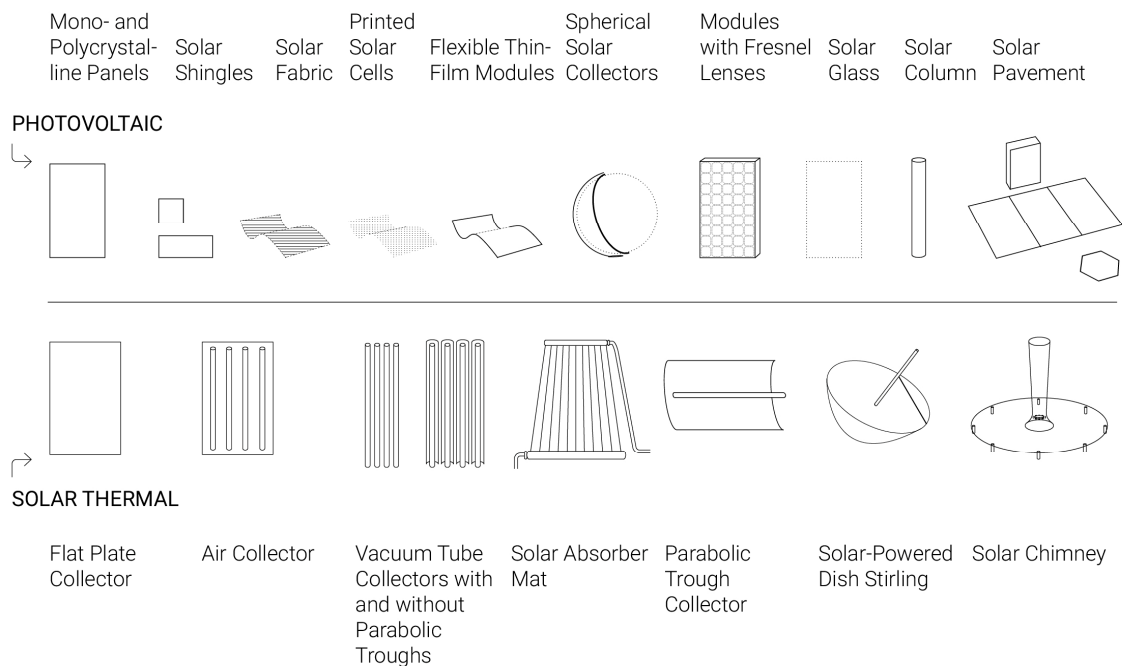 Mono- and
Polycrystal-
line Panels
Solar
Shingles
Solar
Fabric
Printed
Solar
Cells
Flexible Thin-
Film Modules
Spherical
Solar
Collectors
Modules
with Fresnel
Lenses
Solar
Glass
Solar
Column
Solar
Pavement
PHOTOVOLTAIC
SOLAR THERMAL
Flat Plate
Collector
Air Collector
Vacuum Tube
Collectors with
and without
Parabolic
Troughs
Solar Absorber
Mat
Parabolic
Trough
Collector
Solar-Powered
Dish Stirling
Solar Chimney